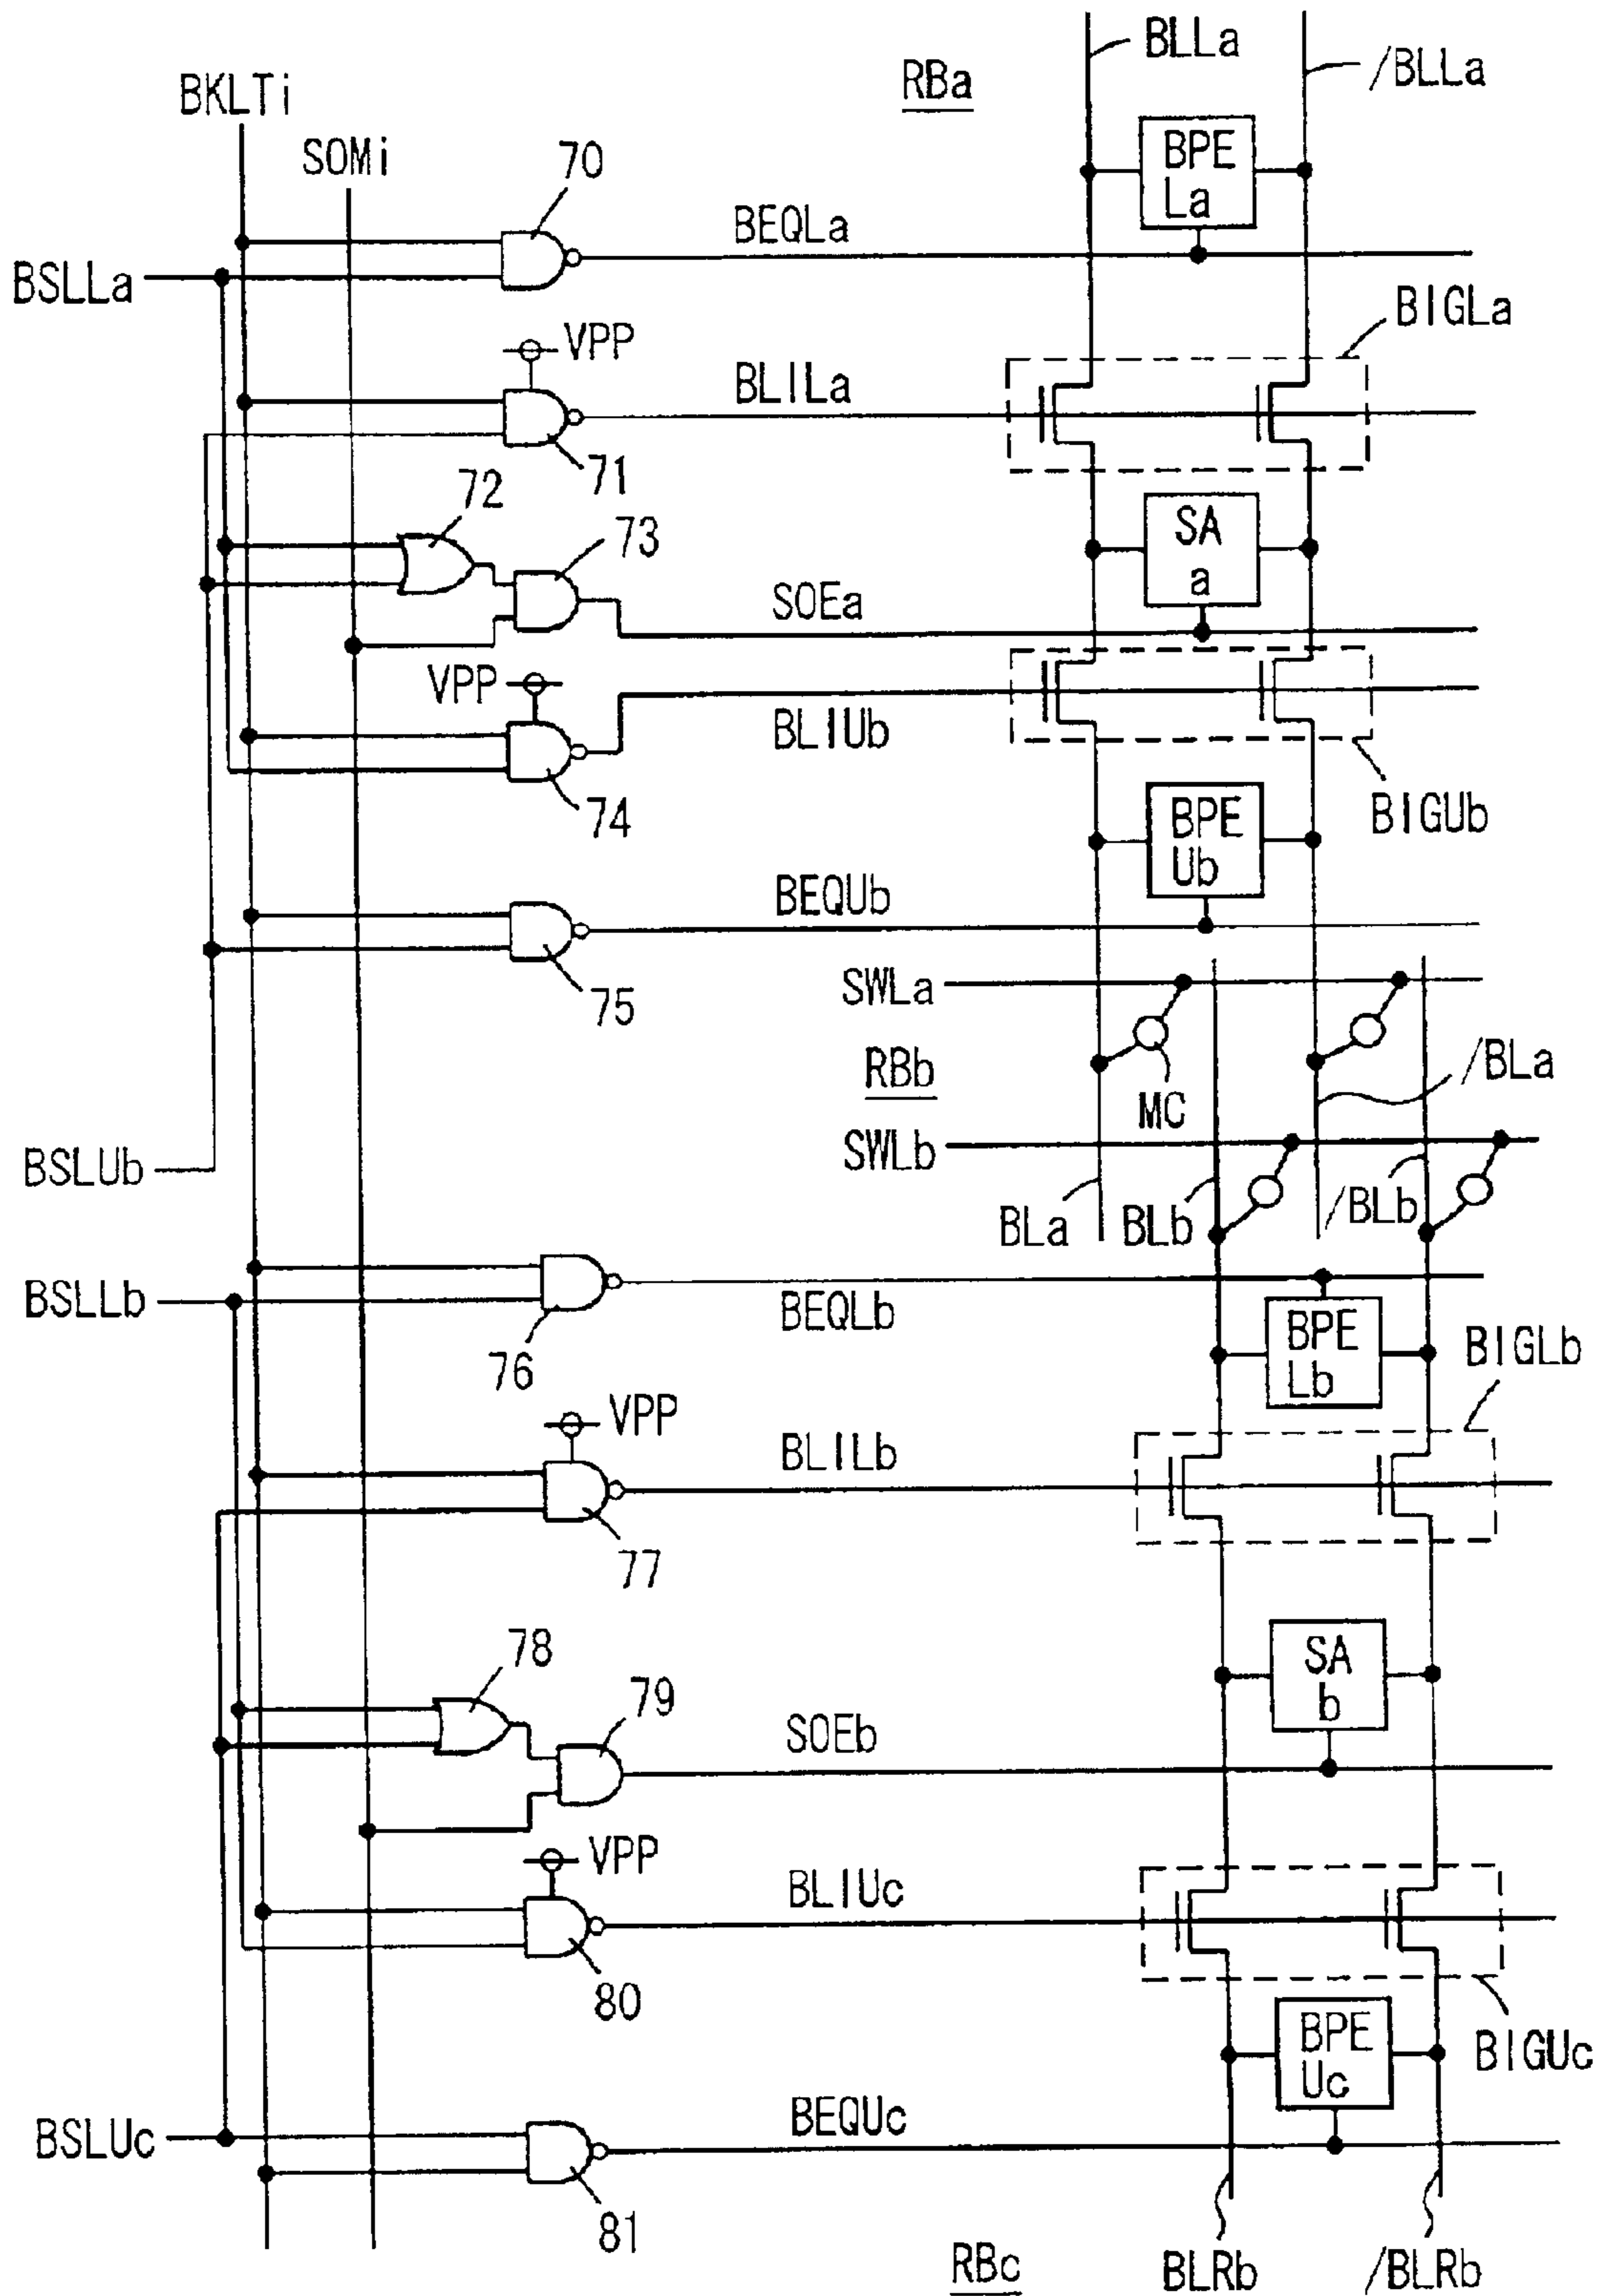 BLLa
/BLLa
RBa
BKLTi
SOMi
70
BPE
La
BEQLa
BSLLa
BIGLa
VPP
BLILa
71
72
73
SA
a
SOEa
VPP
BLIUb
74
BIGUb
BPE
Ub
BEQUb
75
SWLa
RBb
MC
/BLa
SWLb
BSLUb
BLa
BLb
/BLb
BSLLb
BEQLb
76
BPE
Lb
BIGLb
VPP
BLILb
77
78
79
SA
b
SOEb
VPP
BLIUc
80
BPE
Uc
BIGUc
BSLUc
BEQUc
81
RBc
BLRb
/BLRb